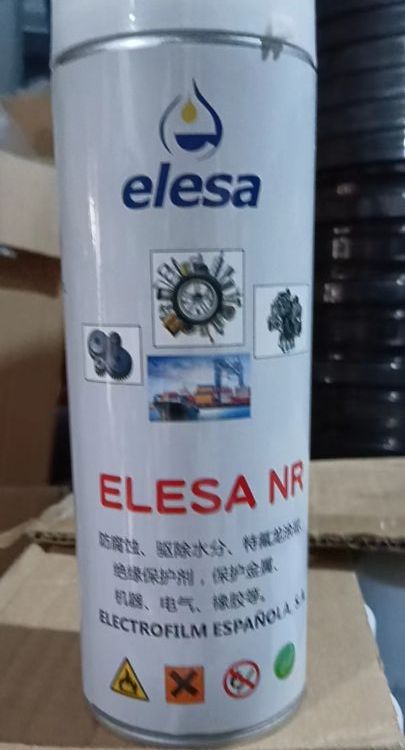 elesa
ELESA NR
防腐蚀、驱除水分、特氟龙涂
绝缘保护剂，保护金属、
机器、电气、橡胶等。
ELECTROFILM ESPAÑOLA, S.A